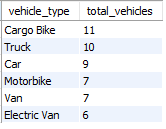 vehicle_type total_vehicles
Cargo Bike 11
Truck 10
Car 9
Motorbike 7
Van 7
Electric Van 6